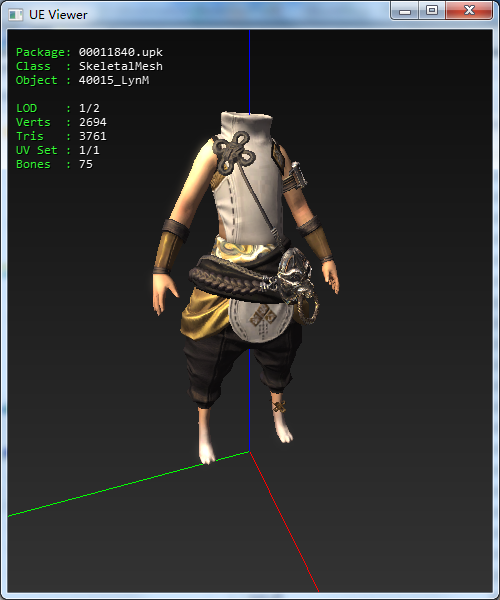 UE Viewer
Package: 00011840.upk
Class  : SkeletalMesh
Object : 40015_LynM
LOD    : 1/2
Verts  : 2694
Tris   : 3761
UV Set : 1/1
Bones  : 75